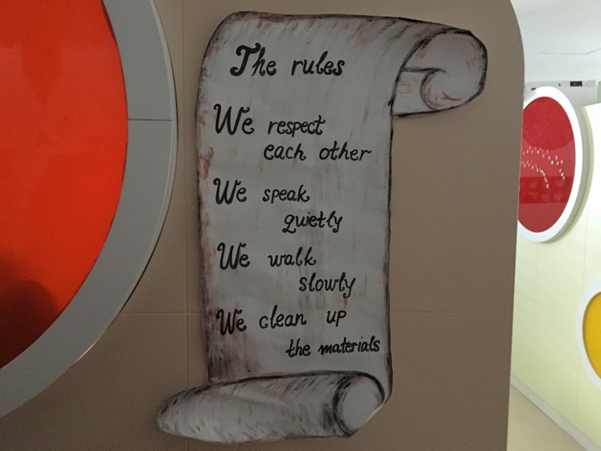 The rules
We respect
each other
We speak
quietly
We walk
slowly
We clean up
the materials